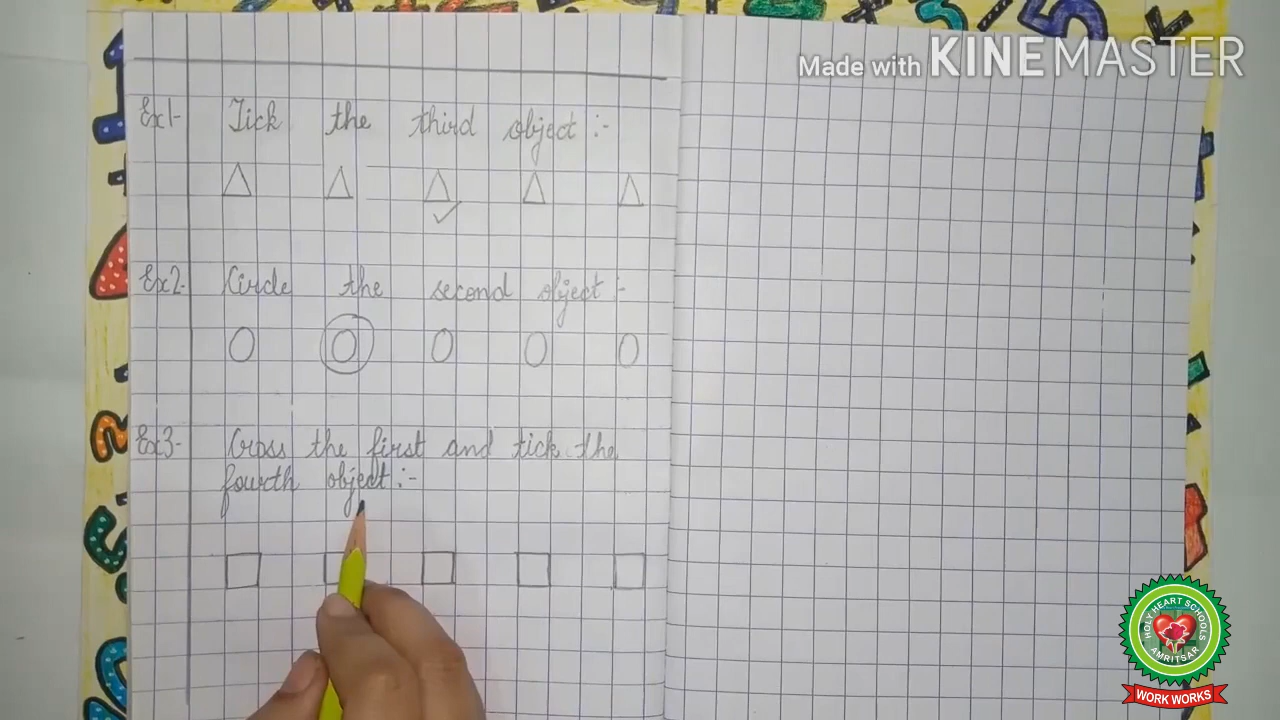 Made with KINEMASTER
Ex1- Tick the third object :-
Ex2- Circle the second object :-
Ex3- Cross the first and tick the
fourth object :-
HOLY HEART SCHOOLS
AMRITSAR
WORK WORKS